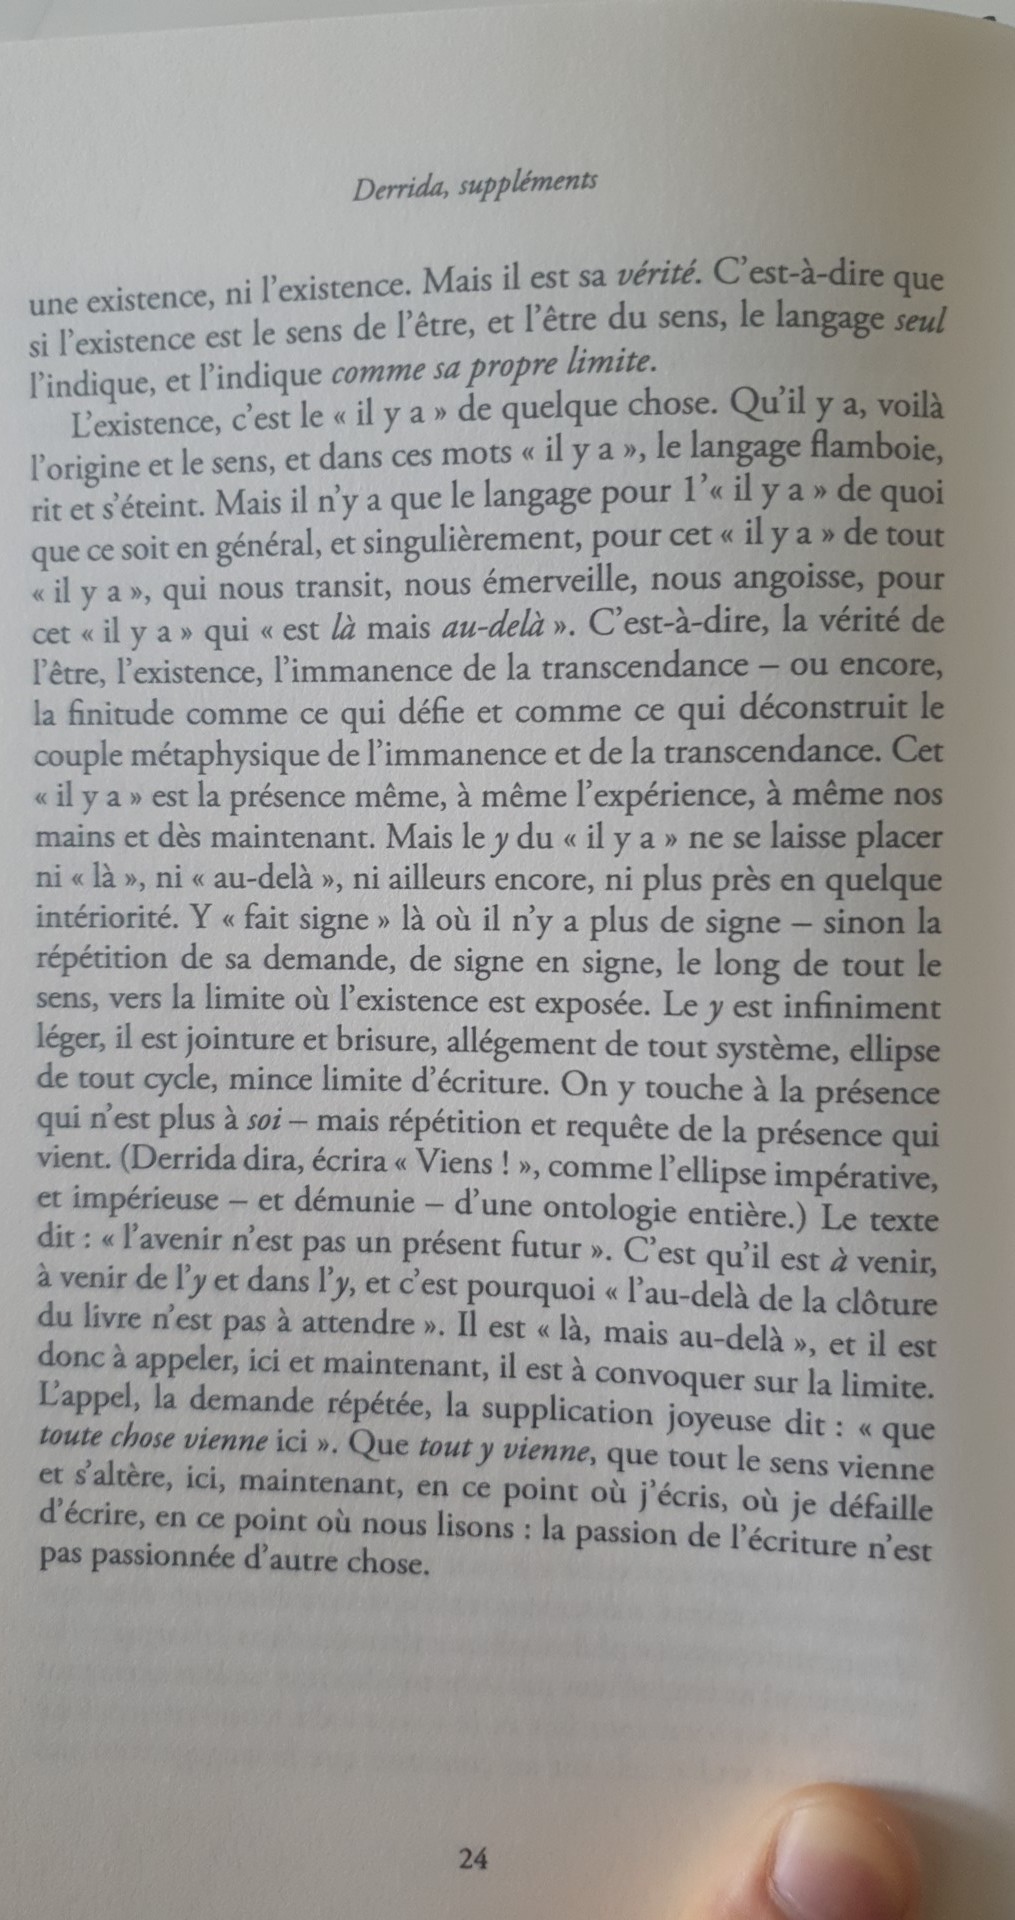 Derrida, suppléments
une existence, ni l'existence. Mais il est sa vérité. C'est-à-dire que
si l'existence est le sens de l'être, et l'être du sens, le langage seul
l'indique, et l'indique comme sa propre limite.
L'existence, c'est le « il y a » de quelque chose. Qu'il y a, voilà
l'origine et le sens, et dans ces mots « il y a », le langage flamboie,
rit et s'éteint. Mais il n'y a que le langage pour l'« il y a » de quoi
que ce soit en général, et singulièrement, pour cet « il y a » de tout
« il y a », qui nous transit, nous émerveille, nous angoisse, pour
cet « il y a » qui « est là mais au-delà ». C'est-à-dire, la vérité de
l'être, l'existence, l'immanence de la transcendance – ou encore,
la finitude comme ce qui défie et comme ce qui déconstruit le
couple métaphysique de l'immanence et de la transcendance. Cet
« il y a » est la présence même, à même l'expérience, à même nos
mains et dès maintenant. Mais le y du « il y a » ne se laisse placer
ni « là », ni « au-delà », ni ailleurs encore, ni plus près en quelque
intériorité. Y « fait signe » là où il n'y a plus de signe – sinon la
répétition de sa demande, de signe en signe, le long de tout le
sens, vers la limite où l'existence est exposée. Le y est infiniment
léger, il est jointure et brisure, allégement de tout système, ellipse
de tout cycle, mince limite d'écriture. On y touche à la présence
qui n'est plus à soi – mais répétition et requête de la présence qui
vient. (Derrida dira, écrira « Viens ! », comme l'ellipse impérative,
et impérieuse – et démunie – d'une ontologie entière.) Le texte
dit : « l'avenir n'est pas un présent futur ». C'est qu'il est à venir,
à venir de l'y et dans l'y, et c'est pourquoi « l'au-delà de la clôture
du livre n'est pas à attendre ». Il est « là, mais au-delà », et il est
donc à appeler, ici et maintenant, il est à convoquer sur la limite.
L'appel, la demande répétée, la supplication joyeuse dit : « que
toute chose vienne ici ». Que tout y vienne, que tout le sens vienne
et s'altère, ici, maintenant, en ce point où j'écris, où je défaille
d'écrire, en ce point où nous lisons : la passion de l'écriture n'est
pas passionnée d'autre chose.
24